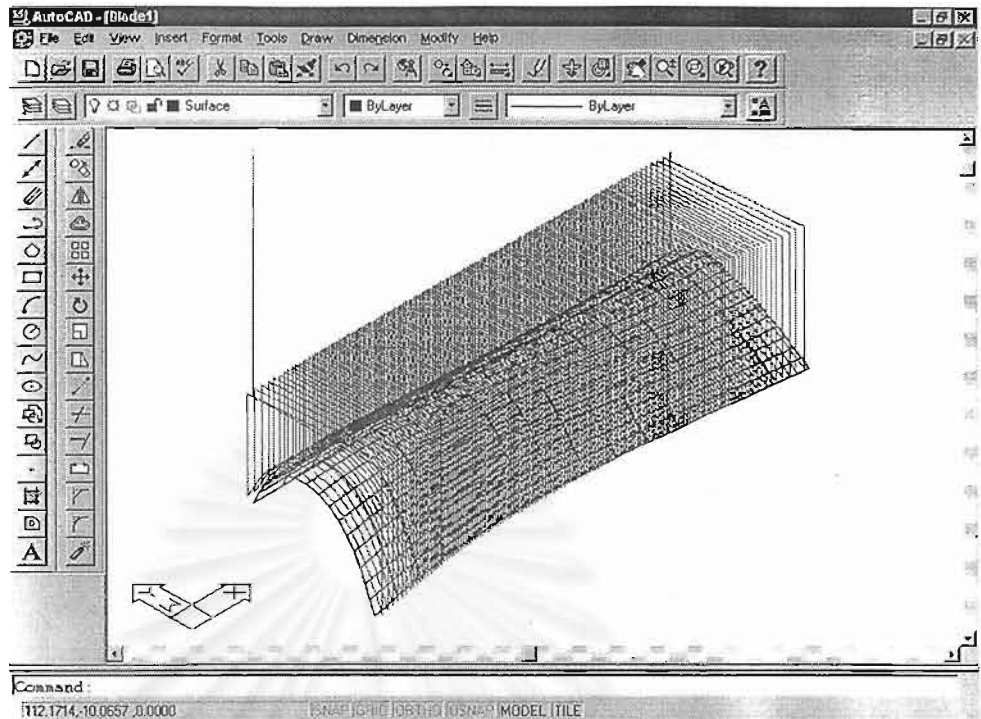 AutoCAD - [Blade1]
File Edit View Insert Format Tools Draw Dimension Modify Help
Surface ByLayer ByLayer
A
Command:
112.1714,-10.0657 ,0.0000 SNAP GRID ORTHO OSNAP MODEL TILE